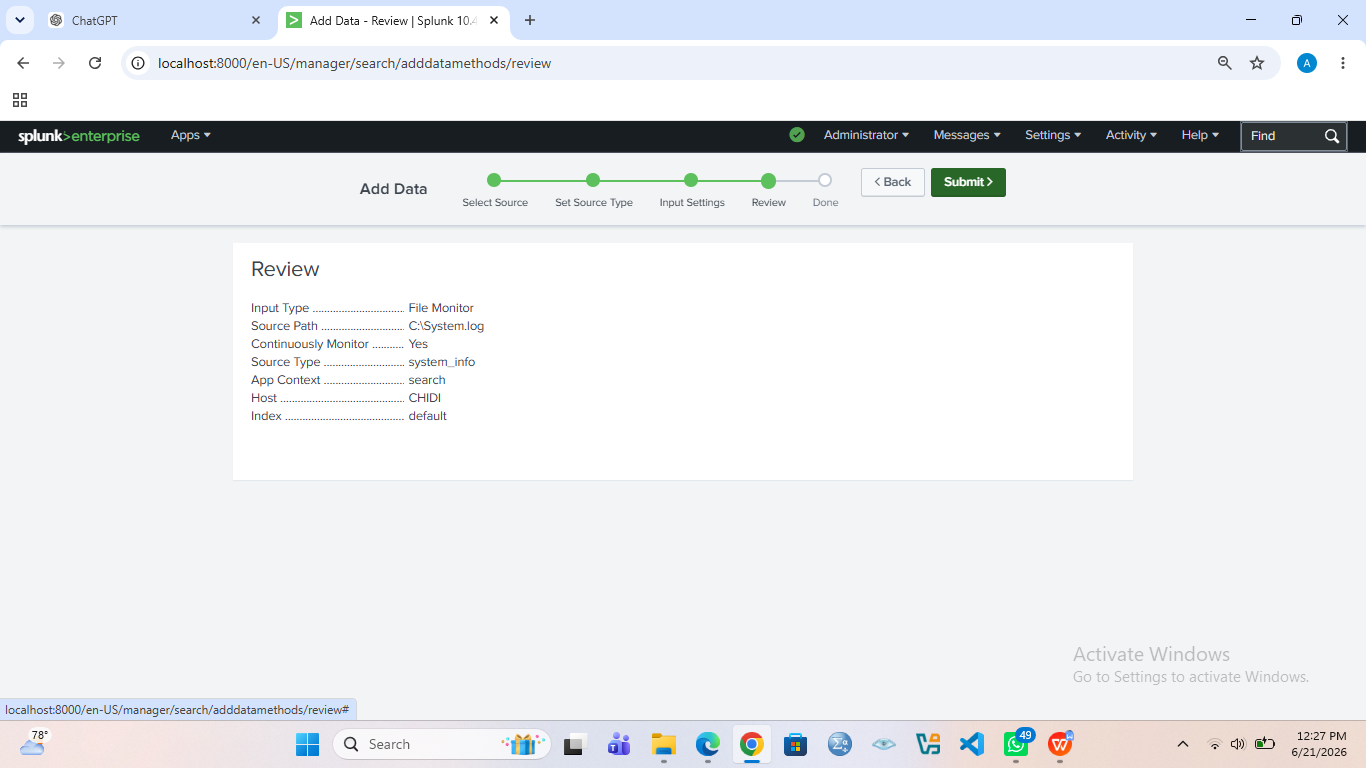 ChatGPT
Add Data - Review | Splunk 10.4
localhost:8000/en-US/manager/search/adddatamethods/review
A
splunk>enterprise Apps Administrator Messages Settings Activity Help Find
Add Data
Select Source Set Source Type Input Settings Review Done
< Back Submit >
Review
Input Type .............................. File Monitor
Source Path ........................... C:\System.log
Continuously Monitor ........... Yes
Source Type .......................... system_info
App Context .......................... search
Host ........................................ CHIDI
Index ...................................... default
Activate Windows
Go to Settings to activate Windows.
localhost:8000/en-US/manager/search/adddatamethods/review#
78°
Search
49
12:27 PM
6/21/2026